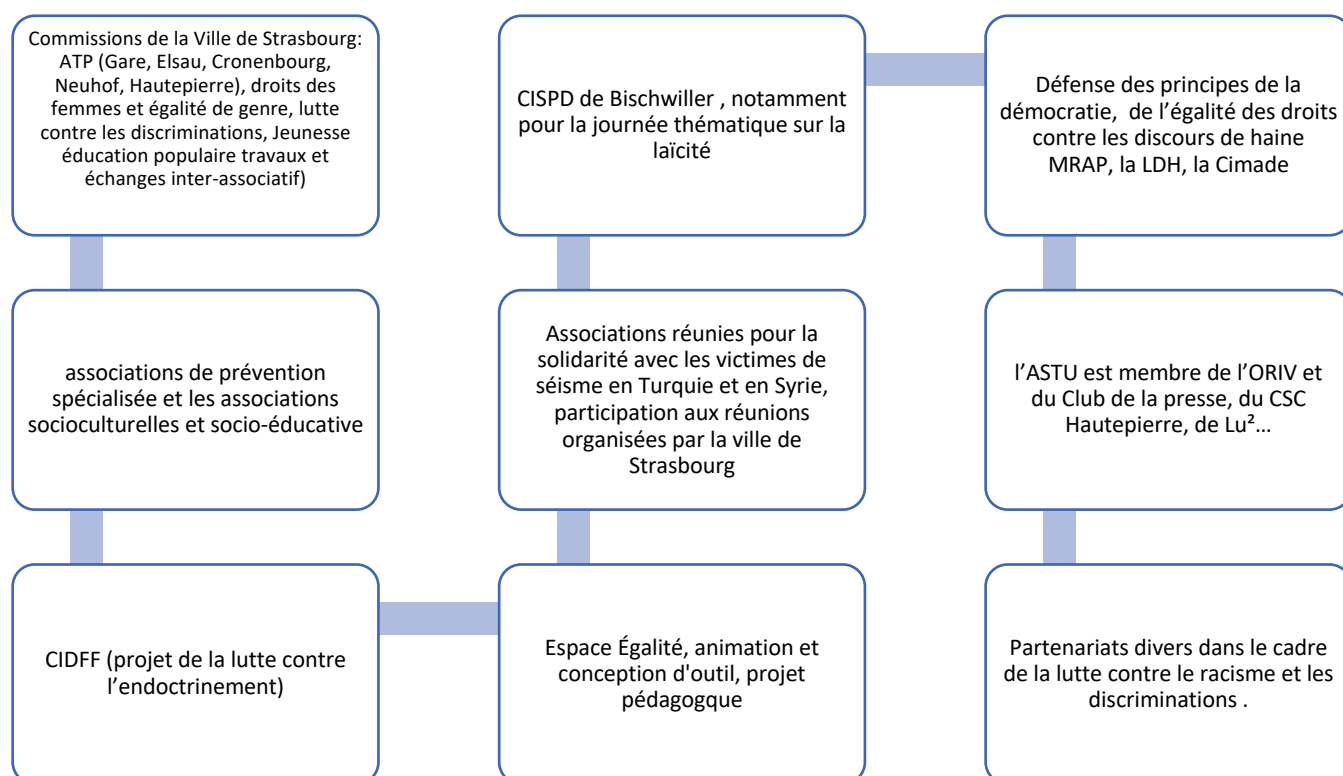 Commissions de la Ville de Strasbourg:
ATP (Gare, Elsau, Cronenbourg,
Neuhof, Hautepierre), droits des
femmes et égalité de genre, lutte
contre les discriminations, Jeunesse
éducation populaire travaux et
échanges inter-associatif)
associations de prévention
spécialisée et les associations
socioculturelles et socio-éducative
CIDFF (projet de la lutte contre
l’endoctrinement)
Espace Égalité, animation et
conception d'outil, projet
pédagogque
Associations réunies pour la
solidarité avec les victimes de
séisme en Turquie et en Syrie,
participation aux réunions
organisées par la ville de
Strasbourg
CISPD de Bischwiller , notamment
pour la journée thématique sur la
laïcité
Défense des principes de la
démocratie, de l’égalité des droits
contre les discours de haine
MRAP, la LDH, la Cimade
l’ASTU est membre de l’ORIV et
du Club de la presse, du CSC
Hautepierre, de Lu²…
Partenariats divers dans le cadre
de la lutte contre le racisme et les
discriminations .